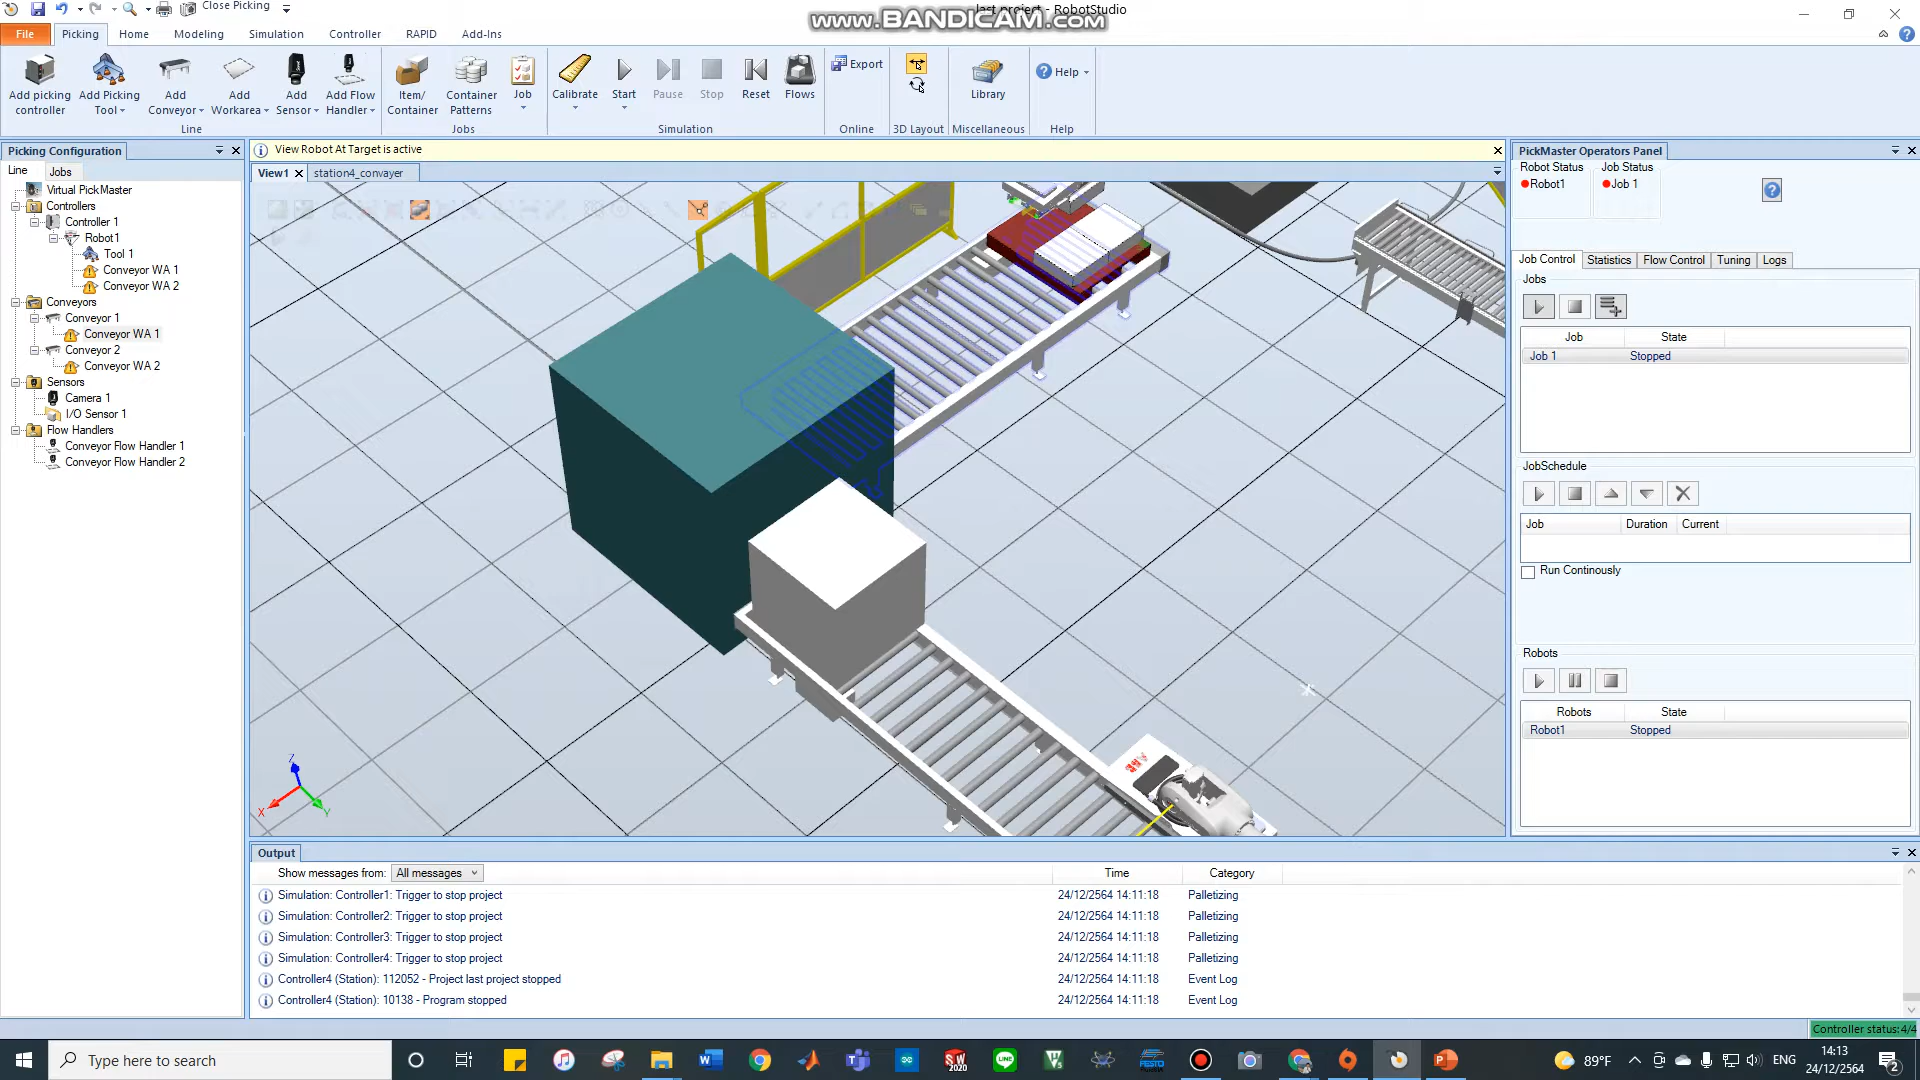 Close Picking
last project - RobotStudio
www.BANDICAM.com
File Picking Home Modeling Simulation Controller RAPID Add-Ins
Add picking controller
Add Picking Tool
Add Conveyor
Add Workarea
Add Sensor
Add Flow Handler
Item/ Container
Container Patterns
Job
Calibrate
Start
Pause
Stop
Reset
Flows
Export
Library
Help
Line
Jobs
Simulation
Online
3D Layout
Miscellaneous
Help
Picking Configuration
Line Jobs
Virtual PickMaster
Controllers
Controller 1
Robot1
Tool 1
Conveyor WA 1
Conveyor WA 2
Conveyors
Conveyor 1
Conveyor WA 1
Conveyor 2
Conveyor WA 2
Sensors
Camera 1
I/O Sensor 1
Flow Handlers
Conveyor Flow Handler 1
Conveyor Flow Handler 2
View Robot At Target is active
View1 station4_convayer
Z
X
Y
PickMaster Operators Panel
Robot Status Job Status
Robot1 Job 1
Job Control Statistics Flow Control Tuning Logs
Jobs
Job State
Job 1 Stopped
JobSchedule
Job Duration Current
Run Continously
Robots
Robots State
Robot1 Stopped
Output
Show messages from: All messages Time Category
Simulation: Controller1: Trigger to stop project 24/12/2564 14:11:18 Palletizing
Simulation: Controller2: Trigger to stop project 24/12/2564 14:11:18 Palletizing
Simulation: Controller3: Trigger to stop project 24/12/2564 14:11:18 Palletizing
Simulation: Controller4: Trigger to stop project 24/12/2564 14:11:18 Palletizing
Controller4 (Station): 112052 - Project last project stopped 24/12/2564 14:11:18 Event Log
Controller4 (Station): 10138 - Program stopped 24/12/2564 14:11:18 Event Log
Controller status: 4/4
Type here to search
SW 2020
LINE
FESTO
89°F
ENG
14:13
24/12/2564
2